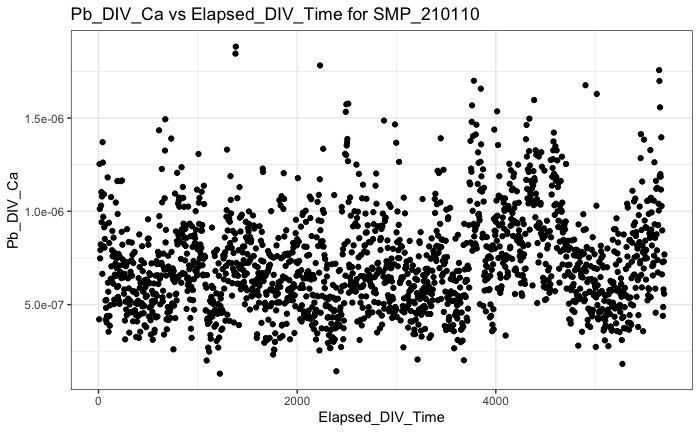 Pb_DIV_Ca vs Elapsed_DIV_Time for SMP_210110
1.5e-06
1.0e-06
5.0e-07
Pb_DIV_Ca
0 2000 4000
Elapsed_DIV_Time